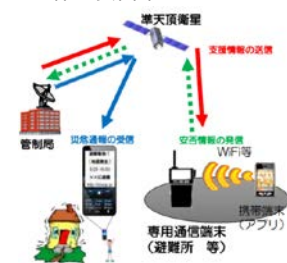 準天頂衛星
支援情報の送信
管制局
災危通報の受信
安否情報の発信
WiFi等
携帯端末
(アプリ)
専用通信端末
(避難所 等)